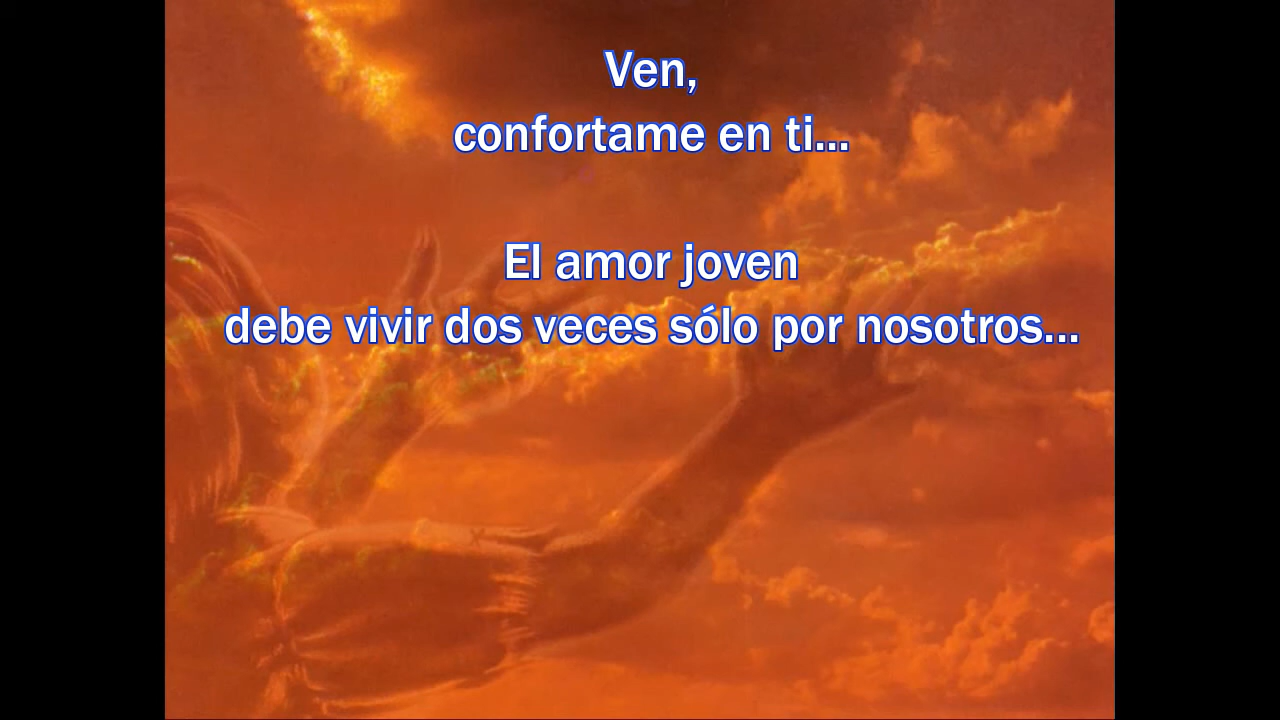 Ven,
confortame en ti...
El amor joven
debe vivir dos veces sólo por nosotros...